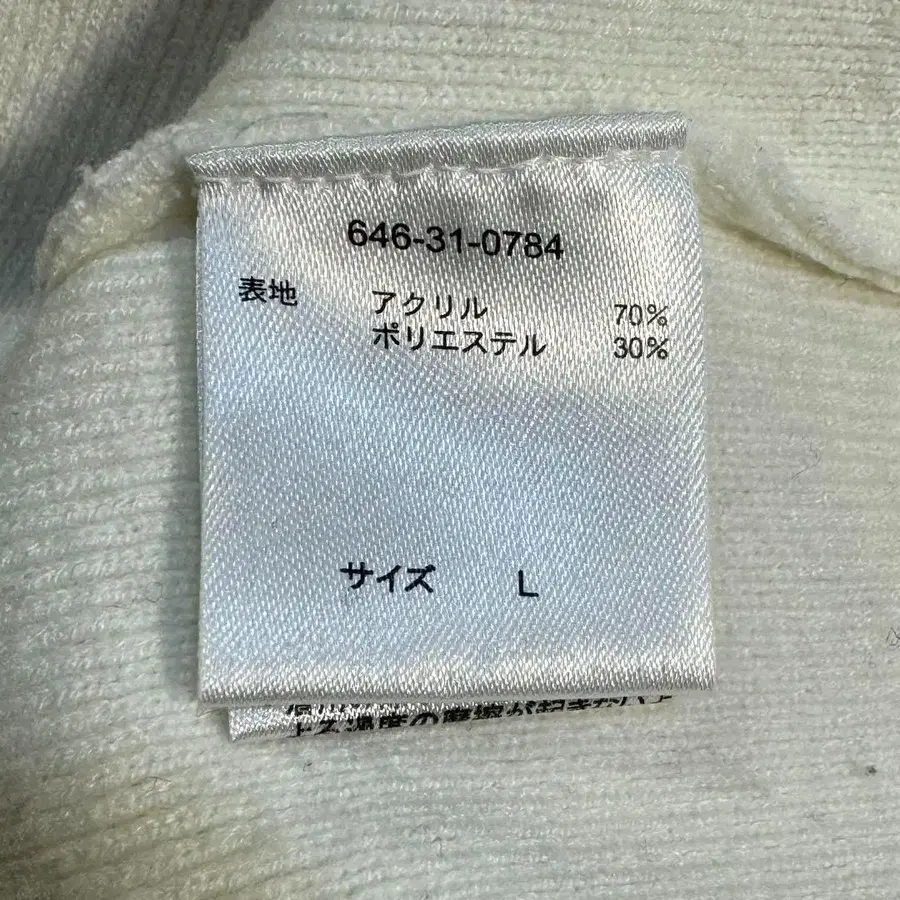 646-31-0784
表地 アクリル 70%
ポリエステル 30%
サイズ L